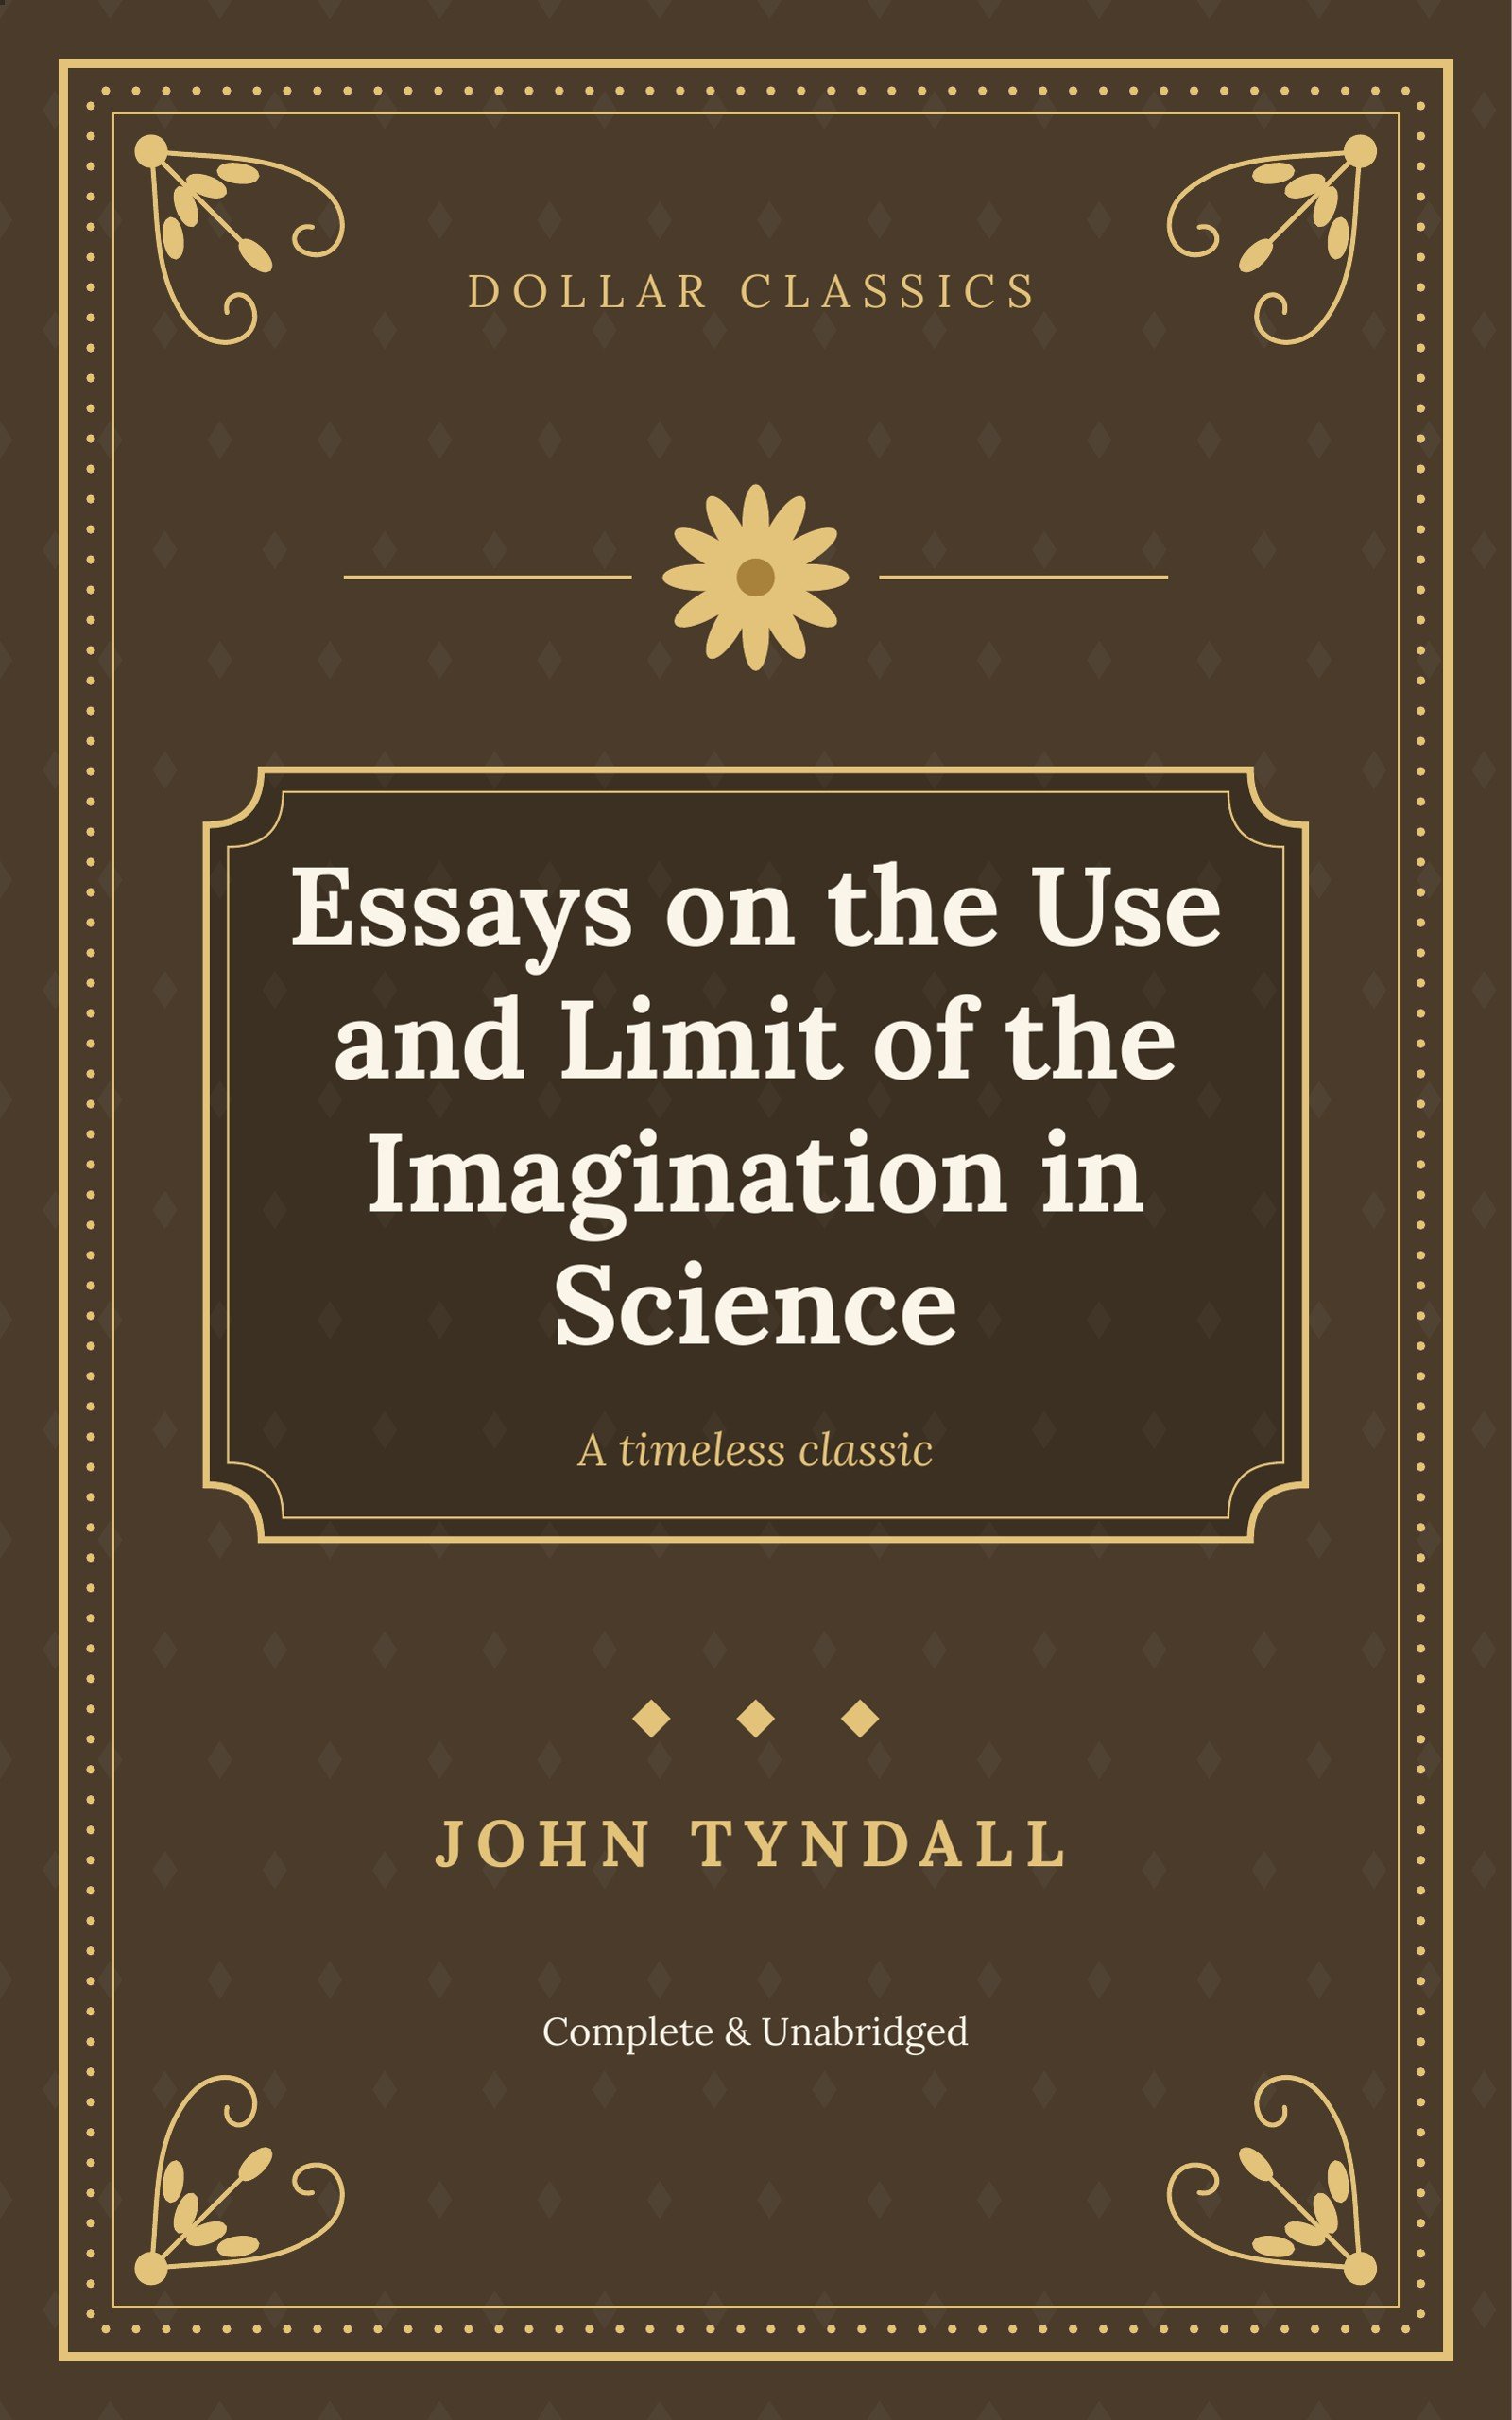 DOLLAR CLASSICS
Essays on the Use
and Limit of the
Imagination in
Science
A timeless classic
JOHN TYNDALL
Complete & Unabridged